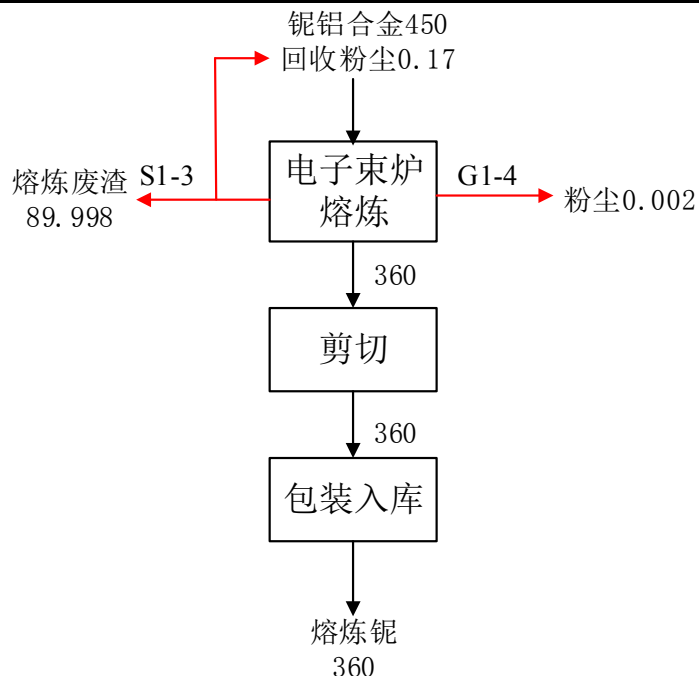 铌铝合金450
回收粉尘0.17
电子束炉
熔炼
S1-3
熔炼废渣
89.998
G1-4
粉尘0.002
360
剪切
360
包装入库
熔炼铌
360